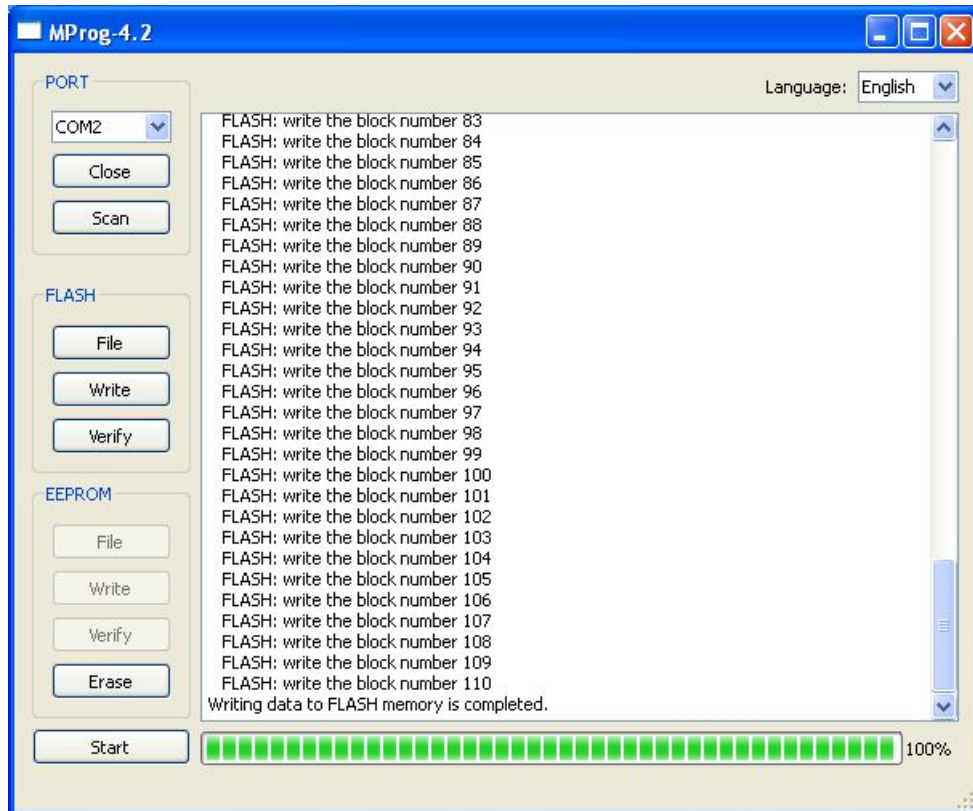 MProg-4.2
PORT
Language: English
COM2
Close
Scan
FLASH
File
Write
Verify
EEPROM
File
Write
Verify
Erase
Start
FLASH: write the block number 83
FLASH: write the block number 84
FLASH: write the block number 85
FLASH: write the block number 86
FLASH: write the block number 87
FLASH: write the block number 88
FLASH: write the block number 89
FLASH: write the block number 90
FLASH: write the block number 91
FLASH: write the block number 92
FLASH: write the block number 93
FLASH: write the block number 94
FLASH: write the block number 95
FLASH: write the block number 96
FLASH: write the block number 97
FLASH: write the block number 98
FLASH: write the block number 99
FLASH: write the block number 100
FLASH: write the block number 101
FLASH: write the block number 102
FLASH: write the block number 103
FLASH: write the block number 104
FLASH: write the block number 105
FLASH: write the block number 106
FLASH: write the block number 107
FLASH: write the block number 108
FLASH: write the block number 109
FLASH: write the block number 110
Writing data to FLASH memory is completed.
100%